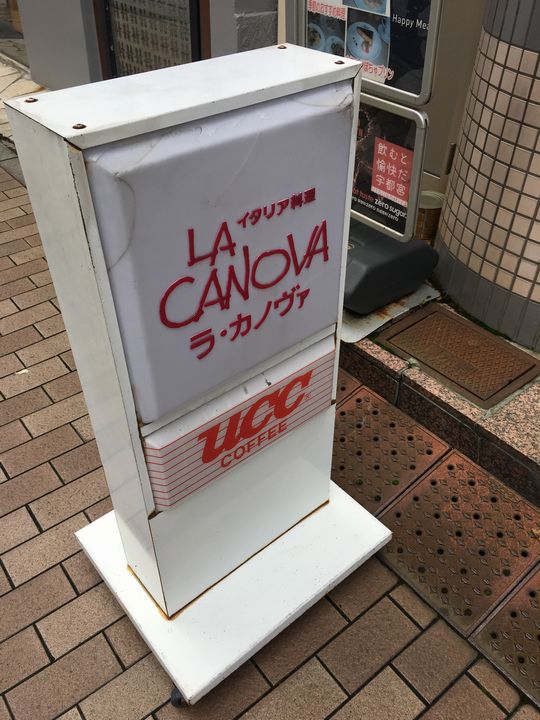 イタリア料理
LA
CANOVA
ラ・カノヴァ
UCC
COFFEE
Happy Me
飲むと
愉快だ
宇都宮
taste zero sugar